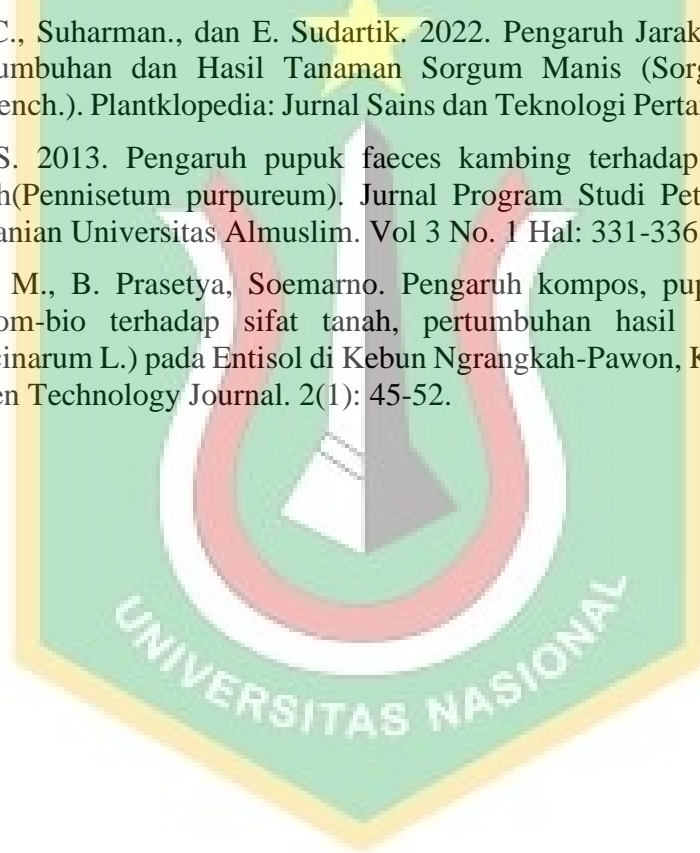 C., Suharman., dan E. Sudartik. 2022. Pengaruh Jarak
umbuhan dan Hasil Tanaman Sorgum Manis (Sorg
ench.). Plantklopedia: Jurnal Sains dan Teknologi Perta
S. 2013. Pengaruh pupuk faeces kambing terhadap
h(Pennisetum purpureum). Jurnal Program Studi Pet
anian Universitas Almuslim. Vol 3 No. 1 Hal: 331-336
M., B. Prasetya, Soemarno. Pengaruh kompos, pup
om-bio terhadap sifat tanah, pertumbuhan hasil
cinarum L.) pada Entisol di Kebun Ngrangkah-Pawon, K
en Technology Journal. 2(1): 45-52.
UNIVERSITAS NASIONAL